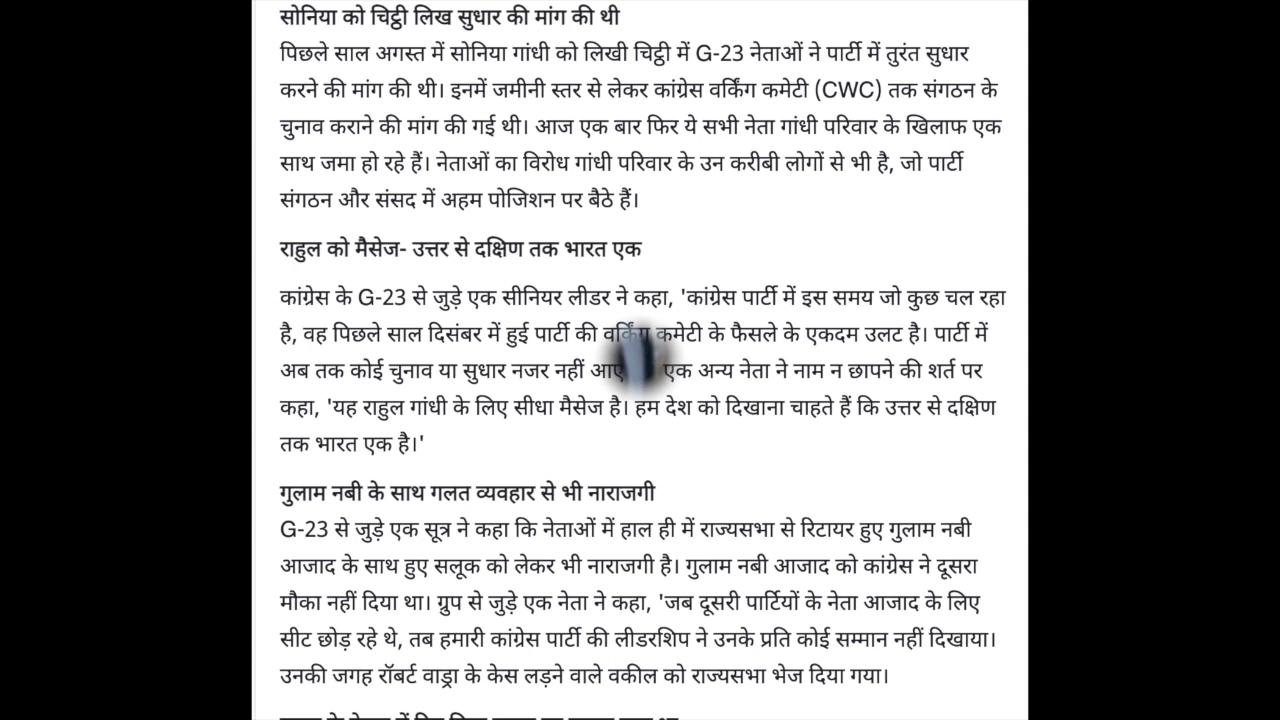 सोनिया को चिट्ठी लिख सुधार की मांग की थी
पिछले साल अगस्त में सोनिया गांधी को लिखी चिट्ठी में G-23 नेताओं ने पार्टी में तुरंत सुधार
करने की मांग की थी। इनमें जमीनी स्तर से लेकर कांग्रेस वर्किंग कमेटी (CWC) तक संगठन के
चुनाव कराने की मांग की गई थी। आज एक बार फिर ये सभी नेता गांधी परिवार के खिलाफ एक
साथ जमा हो रहे हैं। नेताओं का विरोध गांधी परिवार के उन करीबी लोगों से भी है, जो पार्टी
संगठन और संसद में अहम पोजिशन पर बैठे हैं।
राहुल को मैसेज- उत्तर से दक्षिण तक भारत एक
कांग्रेस के G-23 से जुड़े एक सीनियर लीडर ने कहा, 'कांग्रेस पार्टी में इस समय जो कुछ चल रहा
है, वह पिछले साल दिसंबर में हुई पार्टी की वर्किंग कमेटी के फैसले के एकदम उलट है। पार्टी में
अब तक कोई चुनाव या सुधार नजर नहीं एक अन्य नेता ने नाम न छापने की शर्त पर
कहा, 'यह राहुल गांधी के लिए सीधा मैसेज है। हम देश को दिखाना चाहते हैं कि उत्तर से दक्षिण
तक भारत एक है।'
गुलाम नबी के साथ गलत व्यवहार से भी नाराजगी
G-23 से जुड़े एक सूत्र ने कहा कि नेताओं में हाल ही में राज्यसभा से रिटायर हुए गुलाम नबी
आजाद के साथ हुए सलूक को लेकर भी नाराजगी है। गुलाम नबी आजाद को कांग्रेस ने दूसरा
मौका नहीं दिया था। ग्रुप से जुड़े एक नेता ने कहा, 'जब दूसरी पार्टियों के नेता आजाद के लिए
सीट छोड़ रहे थे, तब हमारी कांग्रेस पार्टी की लीडरशिप ने उनके प्रति कोई सम्मान नहीं दिखाया।
उनकी जगह रॉबर्ट वाड्रा के केस लड़ने वाले वकील को राज्यसभा भेज दिया गया।